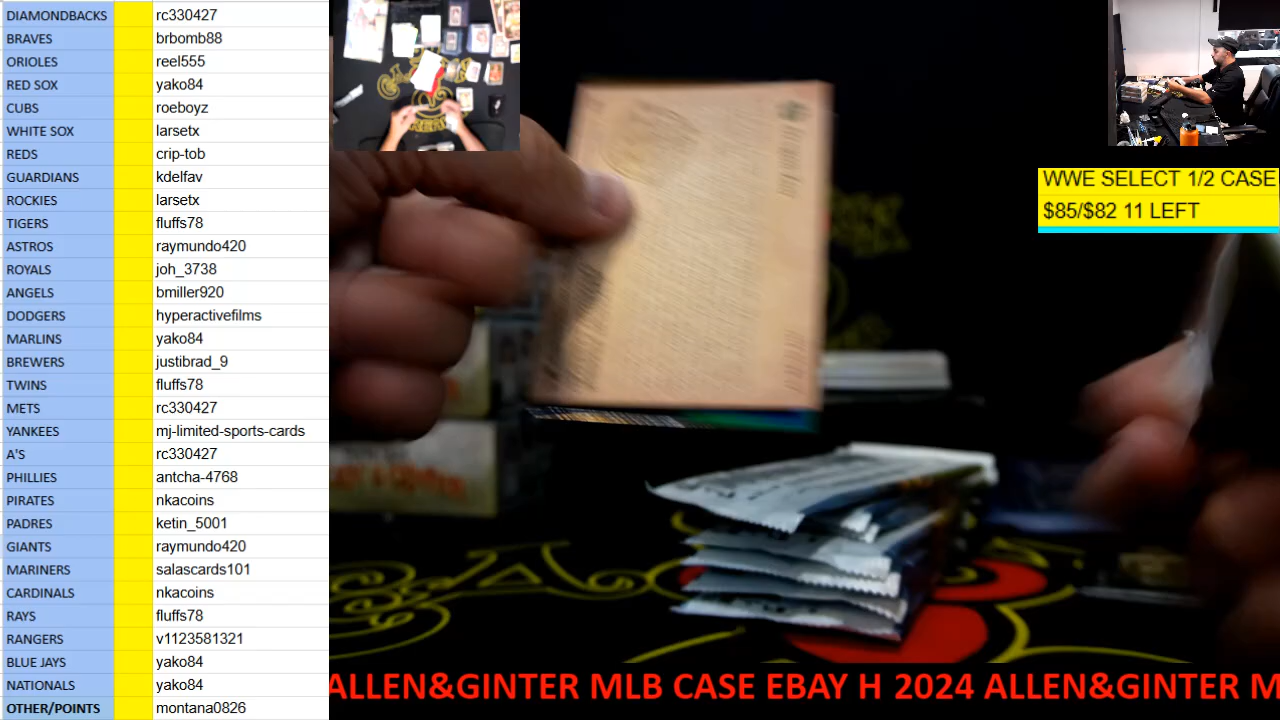 DIAMONDBACKS rc330427
BRAVES brbomb88
ORIOLES reel555
RED SOX yako84
CUBS roeboyz
WHITE SOX larsetx
REDS crip-tob
GUARDIANS kdelfav
ROCKIES larsetx
TIGERS fluffs78
ASTROS raymundo420
ROYALS joh_3738
ANGELS bmiller920
DODGERS hyperactivefilms
MARLINS yako84
BREWERS justibrad_9
TWINS fluffs78
METS rc330427
YANKEES mj-limited-sports-cards
A'S rc330427
PHILLIES antcha-4768
PIRATES nkacoins
PADRES ketin_5001
GIANTS raymundo420
MARINERS salascards101
CARDINALS nkacoins
RAYS fluffs78
RANGERS v1123581321
BLUE JAYS yako84
NATIONALS yako84
OTHER/POINTS montana0826
WWE SELECT 1/2 CASE
$85/$82 11 LEFT
ALLEN&GINTER MLB CASE EBAY H 2024 ALLEN&GINTER M